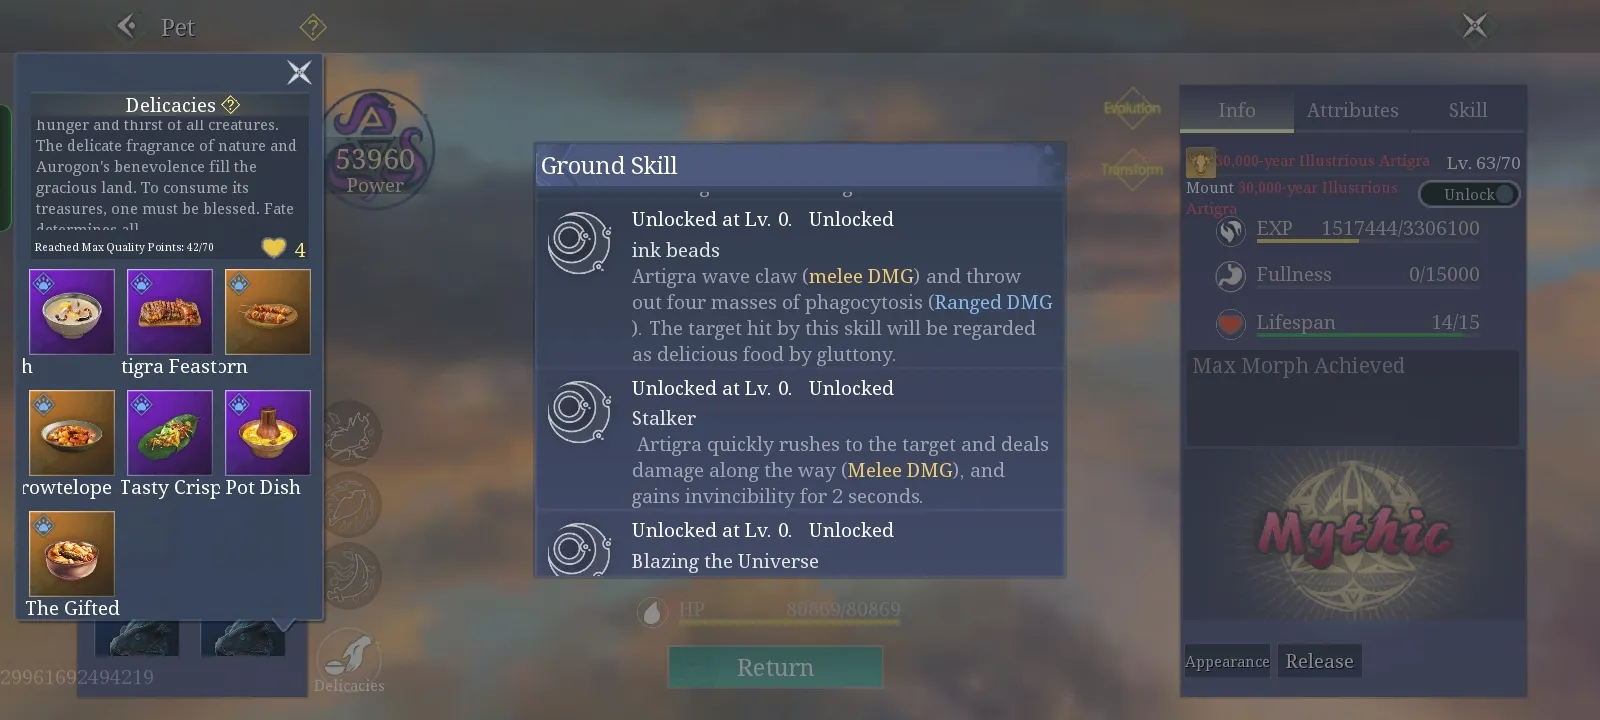 Pet
?
Delicacies ?
hunger and thirst of all creatures.
The delicate fragrance of nature and
Aurogon's benevolence fill the
gracious land. To consume its
treasures, one must be blessed. Fate
determines all
Reached Max Quality Points: 42/70
4
h
tigra Feast
orn
rowtelope
Tasty Crisp
Pot Dish
The Gifted
29961692494219
53960
Power
Delicacies
Ground Skill
Unlocked at Lv. 0. Unlocked
ink beads
Artigra wave claw (melee DMG) and throw
out four masses of phagocytosis (Ranged DMG
). The target hit by this skill will be regarded
as delicious food by gluttony.
Unlocked at Lv. 0. Unlocked
Stalker
Artigra quickly rushes to the target and deals
damage along the way (Melee DMG), and
gains invincibility for 2 seconds.
Unlocked at Lv. 0. Unlocked
Blazing the Universe
HP 80869/80869
Return
Evolution
Transform
Info Attributes Skill
30,000-year Illustrious Artigra Lv. 63/70
Mount 30,000-year Illustrious
Artigra
Unlock
EXP 1517444/3306100
Fullness 0/15000
Lifespan 14/15
Max Morph Achieved
Mythic
Appearance Release